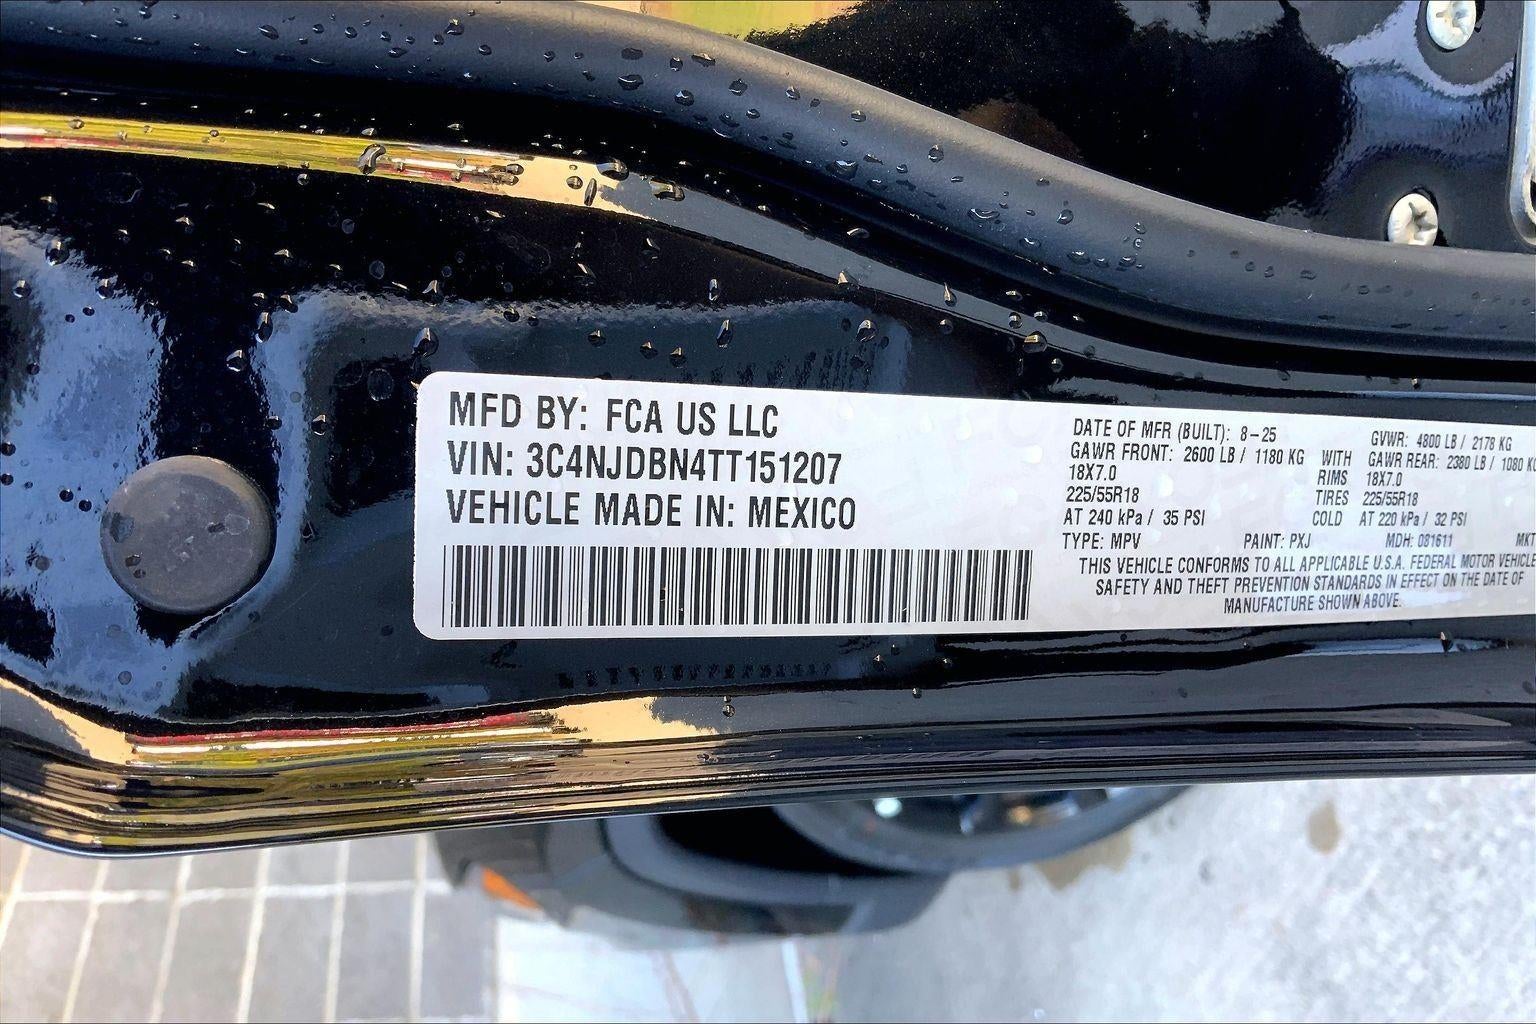 MFD BY: FCA US LLC
VIN: 3C4NJDBN4TT151207
VEHICLE MADE IN: MEXICO
DATE OF MFR (BUILT): 8-25 GVWR: 4800 LB / 2178 KG
GAWR FRONT: 2600 LB / 1180 KG WITH GAWR REAR: 2380 LB / 1080 KG
18X7.0 RIMS 18X7.0
225/55R18 TIRES 225/55R18
AT 240 kPa / 35 PSI COLD AT 220 kPa / 32 PSI
TYPE: MPV PAINT: PXJ MDH: 081611 MKT
THIS VEHICLE CONFORMS TO ALL APPLICABLE U.S.A. FEDERAL MOTOR VEHICLE
SAFETY AND THEFT PREVENTION STANDARDS IN EFFECT ON THE DATE OF
MANUFACTURE SHOWN ABOVE.